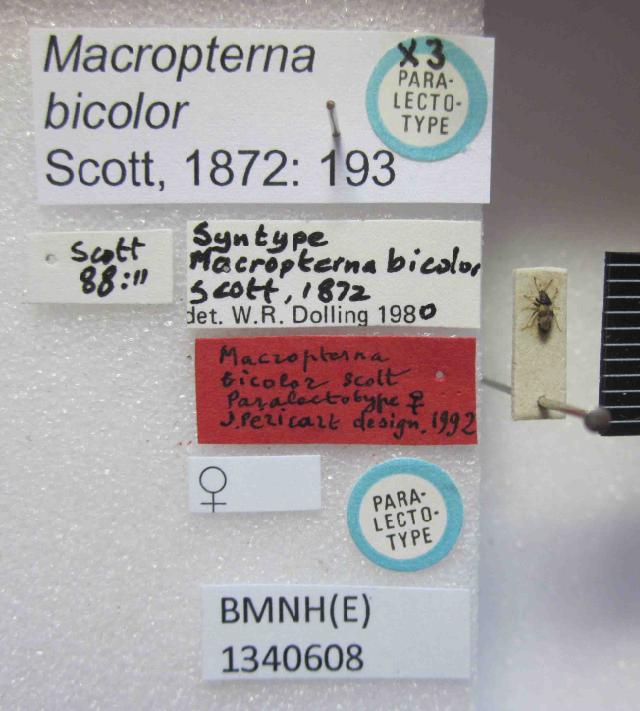 Macropterna
bicolor
Scott, 1872: 193
X3
PARA-
LECTO-
TYPE
Scott
88:11
Syntype
Macropterna bicolor
Scott, 1872
det. W.R. Dolling 1980
Macropterna
bicolor Scott
Paralectotype ♀
J. Pericart design. 1992
♀
PARA-
LECTO-
TYPE
BMNH(E)
1340608